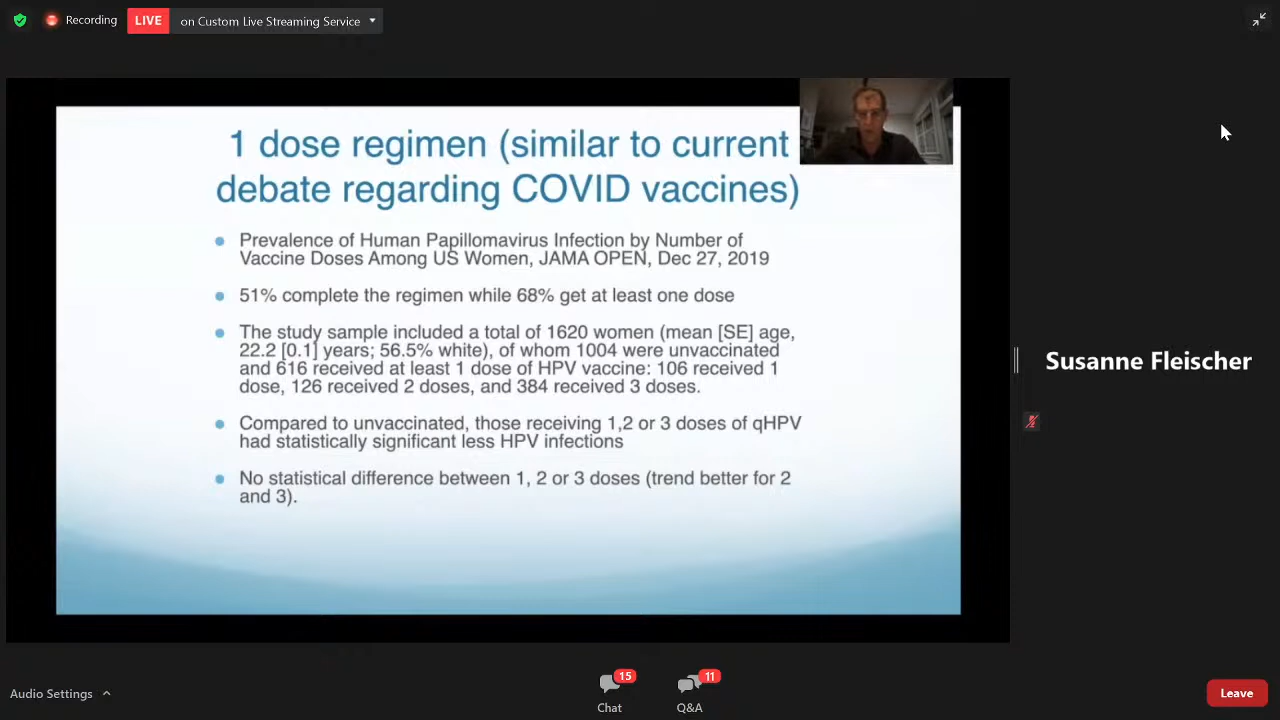 Recording
LIVE
on Custom Live Streaming Service
1 dose regimen (similar to current
debate regarding COVID vaccines)
Prevalence of Human Papillomavirus Infection by Number of
Vaccine Doses Among US Women, JAMA OPEN, Dec 27, 2019
51% complete the regimen while 68% get at least one dose
The study sample included a total of 1620 women (mean [SE] age,
22.2 [0.1] years; 56.5% white), of whom 1004 were unvaccinated
and 616 received at least 1 dose of HPV vaccine: 106 received 1
dose, 126 received 2 doses, and 384 received 3 doses.
Compared to unvaccinated, those receiving 1,2 or 3 doses of qHPV
had statistically significant less HPV infections
No statistical difference between 1, 2 or 3 doses (trend better for 2
and 3).
Susanne Fleischer
Audio Settings
15
Chat
11
Q&A
Leave